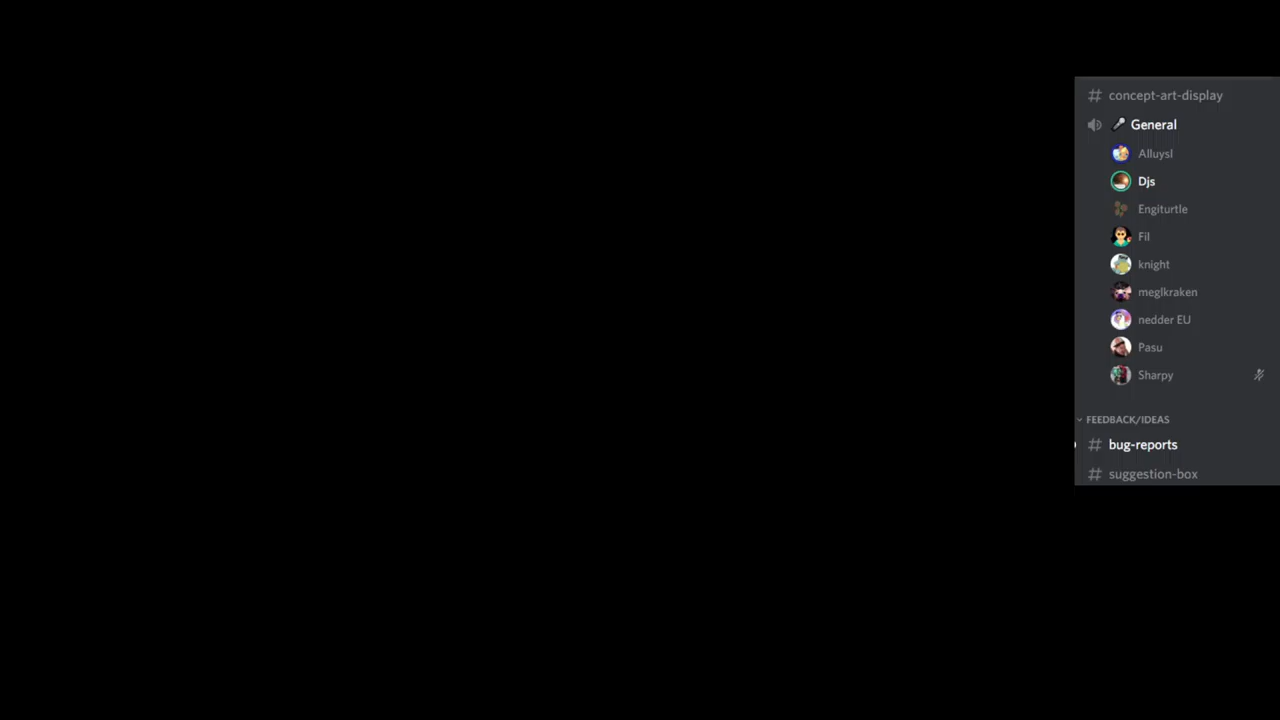 concept-art-display
General
Alluysl
Djs
Engiturtle
Fil
knight
meglkraken
nedder EU
Pasu
Sharpy
FEEDBACK/IDEAS
bug-reports
suggestion-box